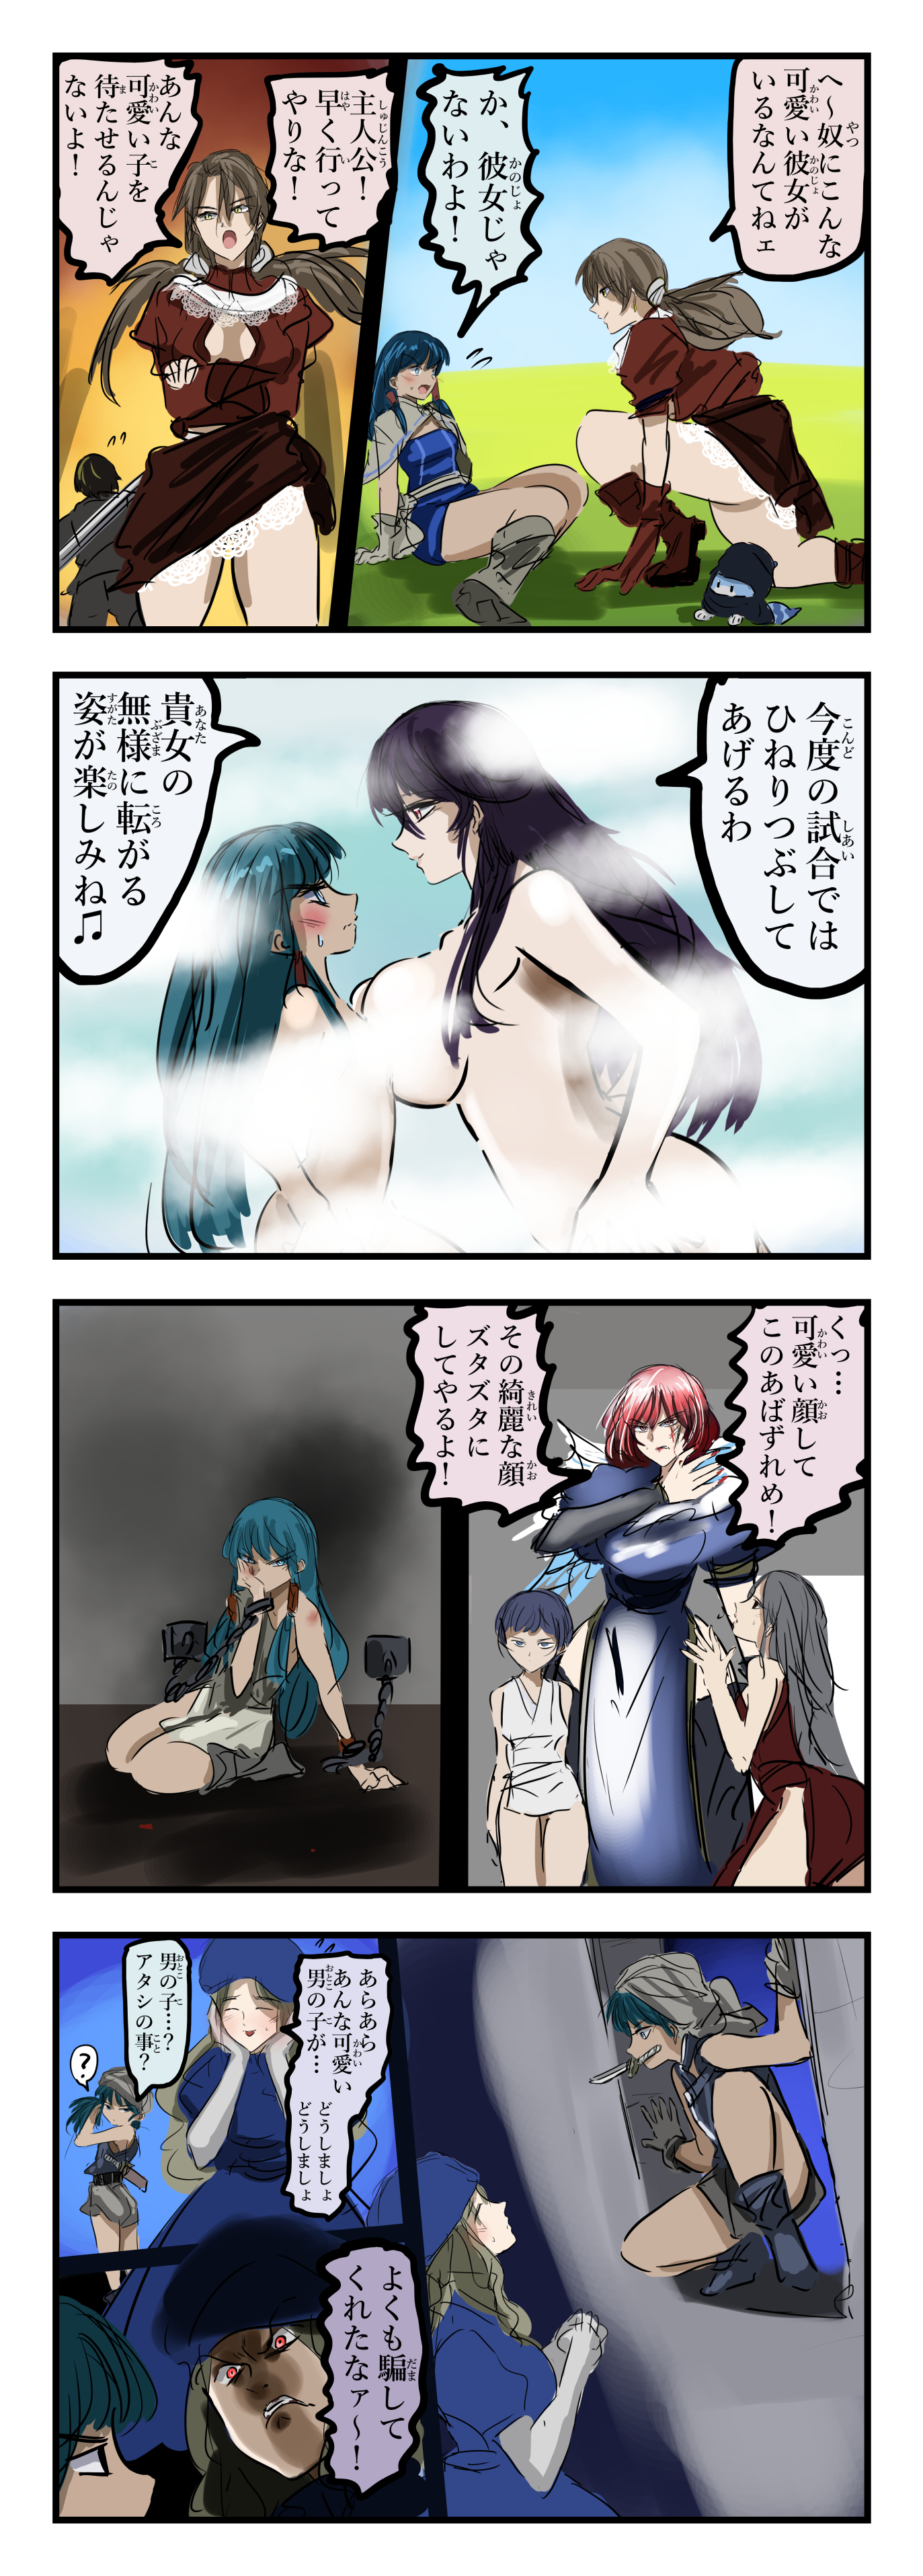 へ～奴にこんな
可愛い彼女が
いるなんてねェ
か、彼女じゃ
ないわよ！
主人公！
早く行って
やりな！
あんな
可愛い子を
待たせるんじゃ
ないよ！
今度の試合では
ひねりつぶして
あげるわ
貴女の
無様に転がる
姿が楽しみね♫
くっ…
可愛い顔して
このあばずれめ！
その綺麗な顔
ズタズタに
してやるよ！
あらあら
あんな可愛い
男の子が…
どうしましょ
どうしましょ
男の子…？
アタシの事？
？
よくも騙して
くれたなァ～！